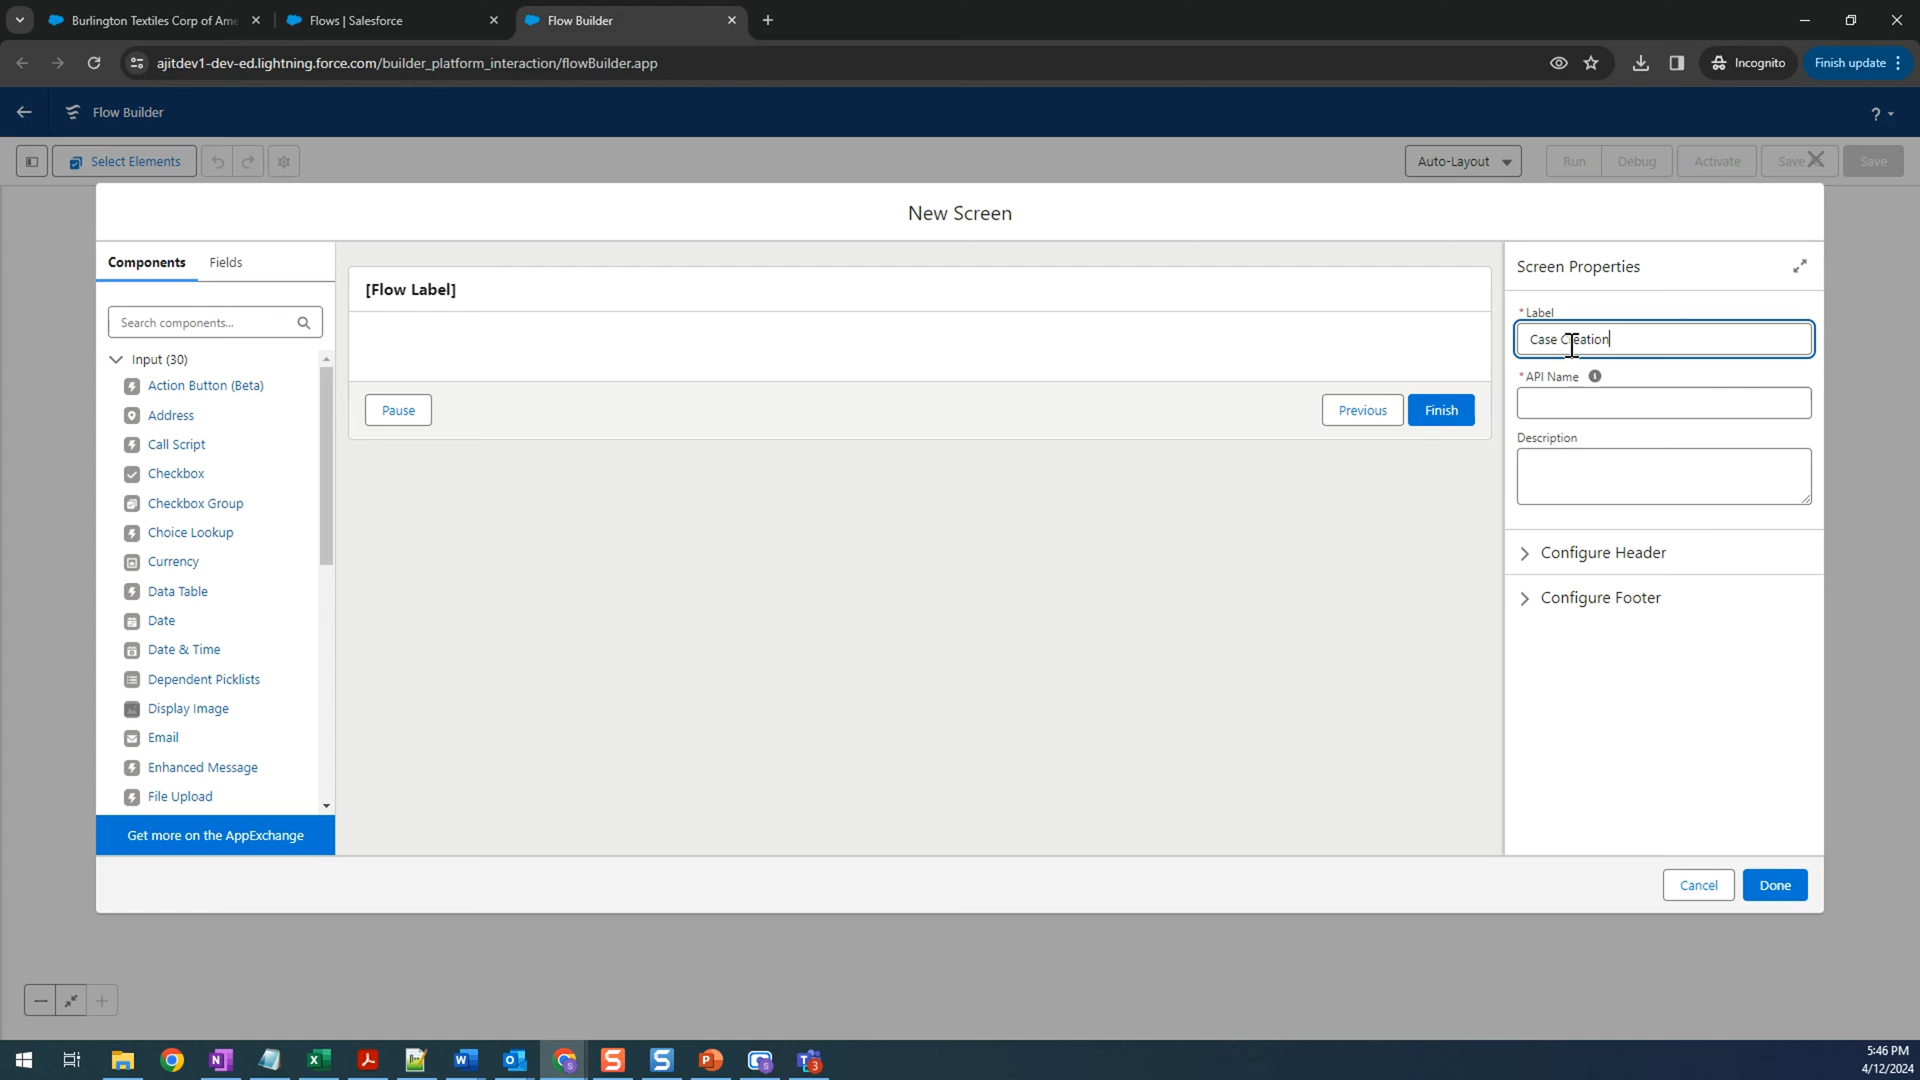 Burlington Textiles Corp of Ame
Flows | Salesforce
Flow Builder
ajitdev1-dev-ed.lightning.force.com/builder_platform_interaction/flowBuilder.app
Incognito
Finish update
Flow Builder
?
Select Elements
Auto-Layout
Run
Debug
Activate
Save
Save
New Screen
Components
Fields
Search components...
Input (30)
Action Button (Beta)
Address
Call Script
Checkbox
Checkbox Group
Choice Lookup
Currency
Data Table
Date
Date & Time
Dependent Picklists
Display Image
Email
Enhanced Message
File Upload
Get more on the AppExchange
[Flow Label]
Pause
Previous
Finish
Screen Properties
* Label
Case Creation
* API Name
Description
Configure Header
Configure Footer
Cancel
Done
5:46 PM
4/12/2024